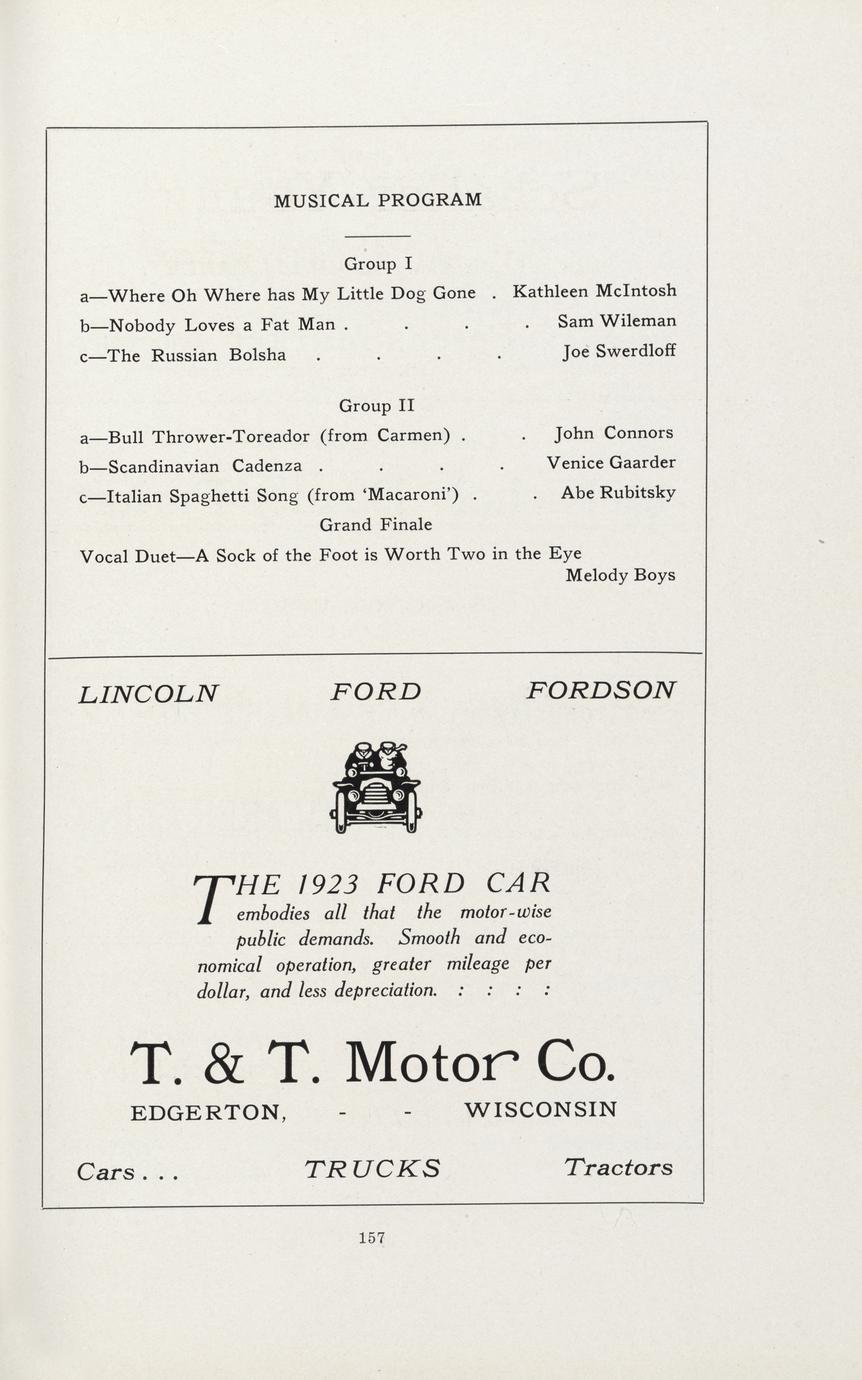 MUSICAL PROGRAM
Group I
a—Where Oh Where has My Little Dog Gone . Kathleen McIntosh
b—Nobody Loves a Fat Man . . . . Sam Wileman
c—The Russian Bolsha . . . . Joe Swerdloff
Group II
a—Bull Thrower-Toreador (from Carmen) . . John Connors
b—Scandinavian Cadenza . . . . Venice Gaarder
c—Italian Spaghetti Song (from ‘Macaroni’) . . Abe Rubitsky
Grand Finale
Vocal Duet—A Sock of the Foot is Worth Two in the Eye
Melody Boys
LINCOLN FORD FORDSON
THE 1923 FORD CAR
embodies all that the motor-wise
public demands. Smooth and eco-
nomical operation, greater mileage per
dollar, and less depreciation. : : : :
T. & T. Motor Co.
EDGERTON, - - WISCONSIN
Cars . . . TRUCKS Tractors
157